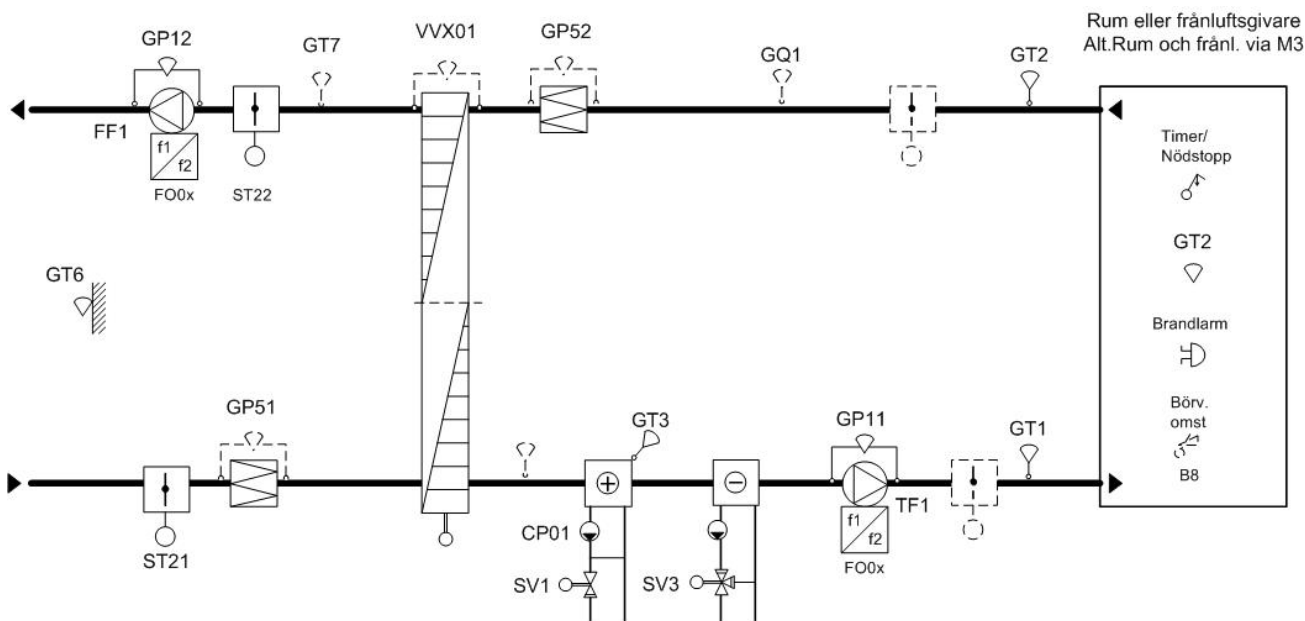 Rum eller frånluftsgivare
Alt.Rum och frånl. via M3
GP12
GT7
VVX01
GP52
GQ1
GT2
FF1
f1
f2
FO0x
ST22
Timer/
Nödstopp
GT2
GT6
Brandlarm
GP51
GT3
GP11
GT1
Börv.
omst
B8
ST21
CP01
TF1
f1
f2
FO0x
SV1
SV3